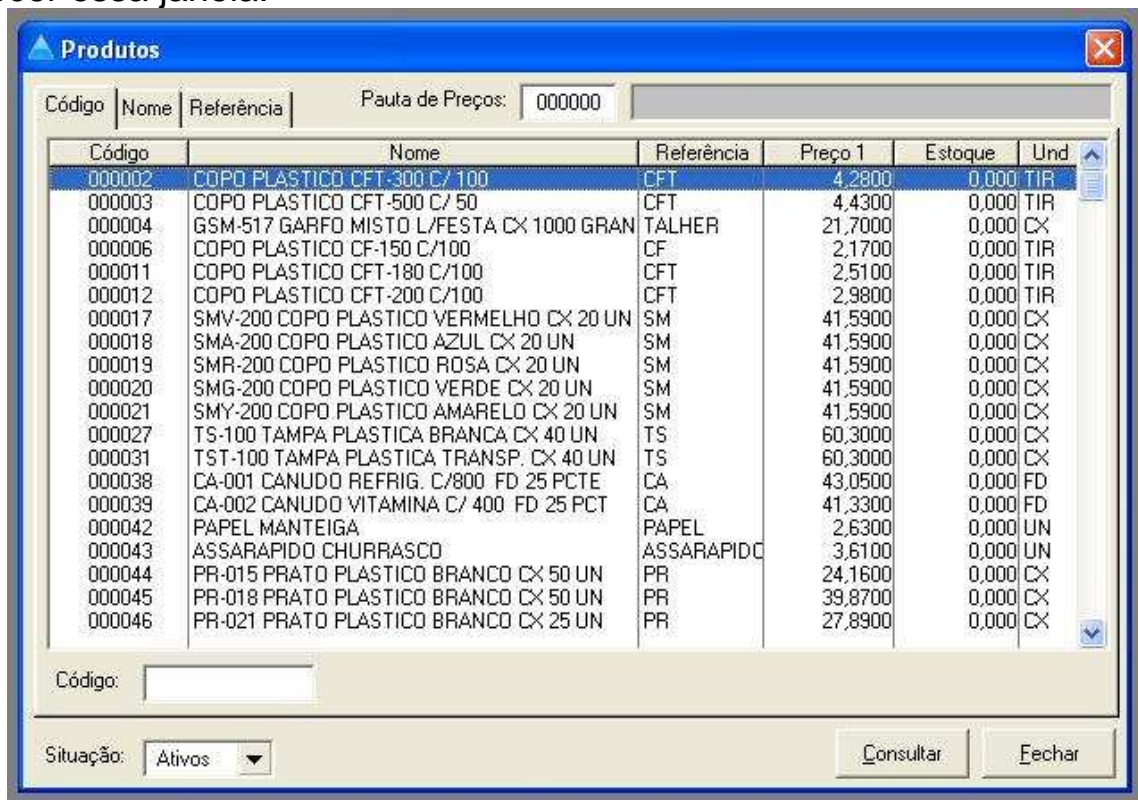 Produtos
Código Nome Referência Pauta de Preços: 000000
Código Nome Referência Preço 1 Estoque Und
000002 COPO PLASTICO CFT-300 C/ 100 CFT 4,2800 0,000 TIR
000003 COPO PLASTICO CFT-500 C/ 50 CFT 4,4300 0,000 TIR
000004 GSM-517 GARFO MISTO L/FESTA CX 1000 GRAN TALHER 21,7000 0,000 CX
000006 COPO PLASTICO CF-150 C/100 CF 2,1700 0,000 TIR
000011 COPO PLASTICO CFT-180 C/100 CFT 2,5100 0,000 TIR
000012 COPO PLASTICO CFT-200 C/100 CFT 2,9800 0,000 TIR
000017 SMV-200 COPO PLASTICO VERMELHO CX 20 UN SM 41,5900 0,000 CX
000018 SMA-200 COPO PLASTICO AZUL CX 20 UN SM 41,5900 0,000 CX
000019 SMR-200 COPO PLASTICO ROSA CX 20 UN SM 41,5900 0,000 CX
000020 SMG-200 COPO PLASTICO VERDE CX 20 UN SM 41,5900 0,000 CX
000021 SMY-200 COPO PLASTICO AMARELO CX 20 UN SM 41,5900 0,000 CX
000027 TS-100 TAMPA PLASTICA BRANCA CX 40 UN TS 60,3000 0,000 CX
000031 TST-100 TAMPA PLASTICA TRANSP. CX 40 UN TS 60,3000 0,000 CX
000038 CA-001 CANUDO REFRIG. C/800 FD 25 PCTE CA 43,0500 0,000 FD
000039 CA-002 CANUDO VITAMINA C/ 400 FD 25 PCT CA 41,3300 0,000 FD
000042 PAPEL MANTEIGA PAPEL 2,6300 0,000 UN
000043 ASSARAPIDO CHURRASCO ASSARAPIDO 3,6100 0,000 UN
000044 PR-015 PRATO PLASTICO BRANCO CX 50 UN PR 24,1600 0,000 CX
000045 PR-018 PRATO PLASTICO BRANCO CX 50 UN PR 39,8700 0,000 CX
000046 PR-021 PRATO PLASTICO BRANCO CX 25 UN PR 27,8900 0,000 CX
Código:
Situação: Ativos Consultar Fechar